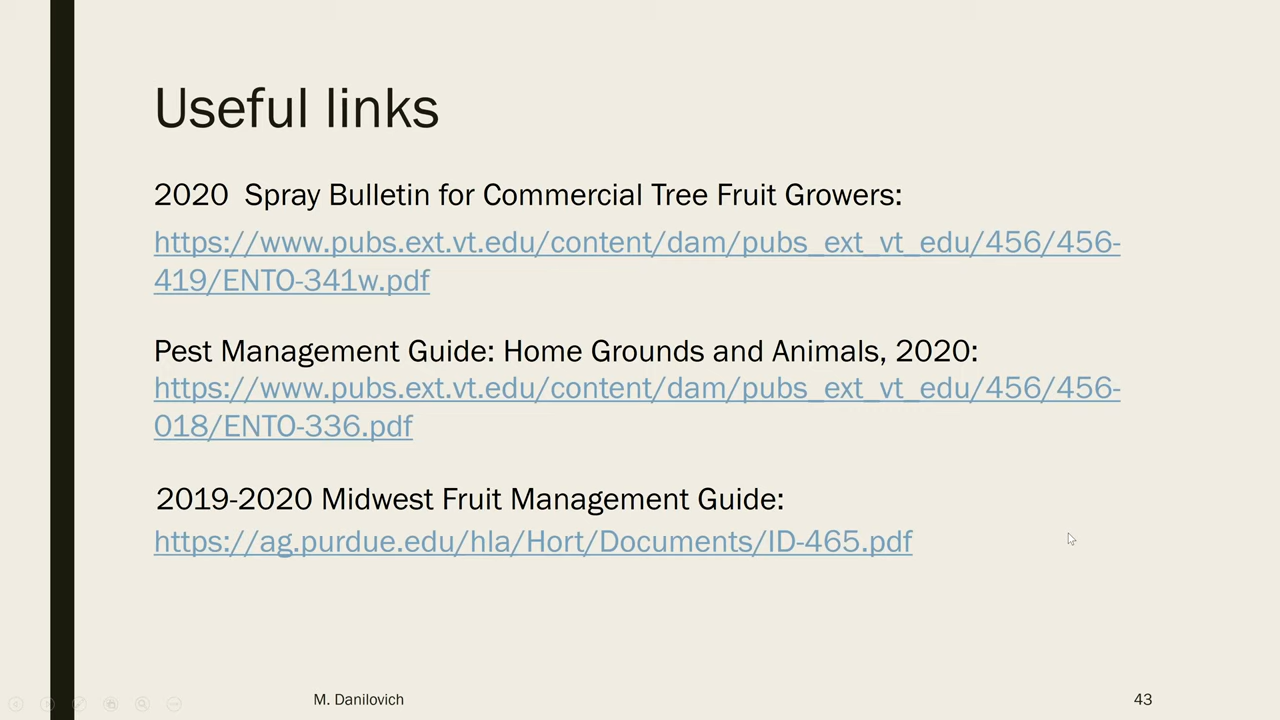 Useful links
2020  Spray Bulletin for Commercial Tree Fruit Growers:
https://www.pubs.ext.vt.edu/content/dam/pubs_ext_vt_edu/456/456-
419/ENTO-341w.pdf
Pest Management Guide: Home Grounds and Animals, 2020:
https://www.pubs.ext.vt.edu/content/dam/pubs_ext_vt_edu/456/456-
018/ENTO-336.pdf
2019-2020 Midwest Fruit Management Guide:
https://ag.purdue.edu/hla/Hort/Documents/ID-465.pdf
M. Danilovich
43